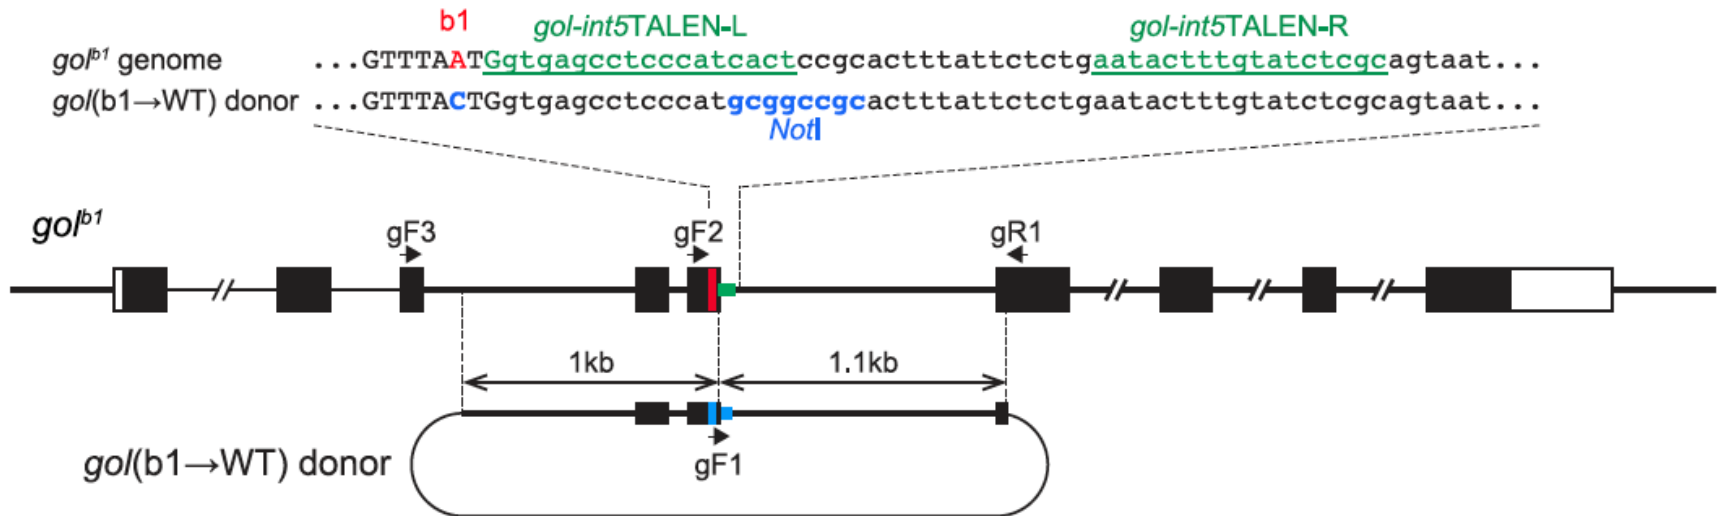 b1 gol-int5TALEN-L gol-int5TALEN-R
gol^b1 genome ...GTTTAATGgtgagcctcccatcactccgcactttattctctgaatactttgtatctcgcagtaat...
gol(b1→WT) donor ...GTTTACTGgtgagcctcccatgcggccgcactttattctctgaatactttgtatctcgcagtaat...
NotI
gol^b1
gF3 gF2 gR1
// // // //
1kb 1.1kb
gol(b1→WT) donor
gF1